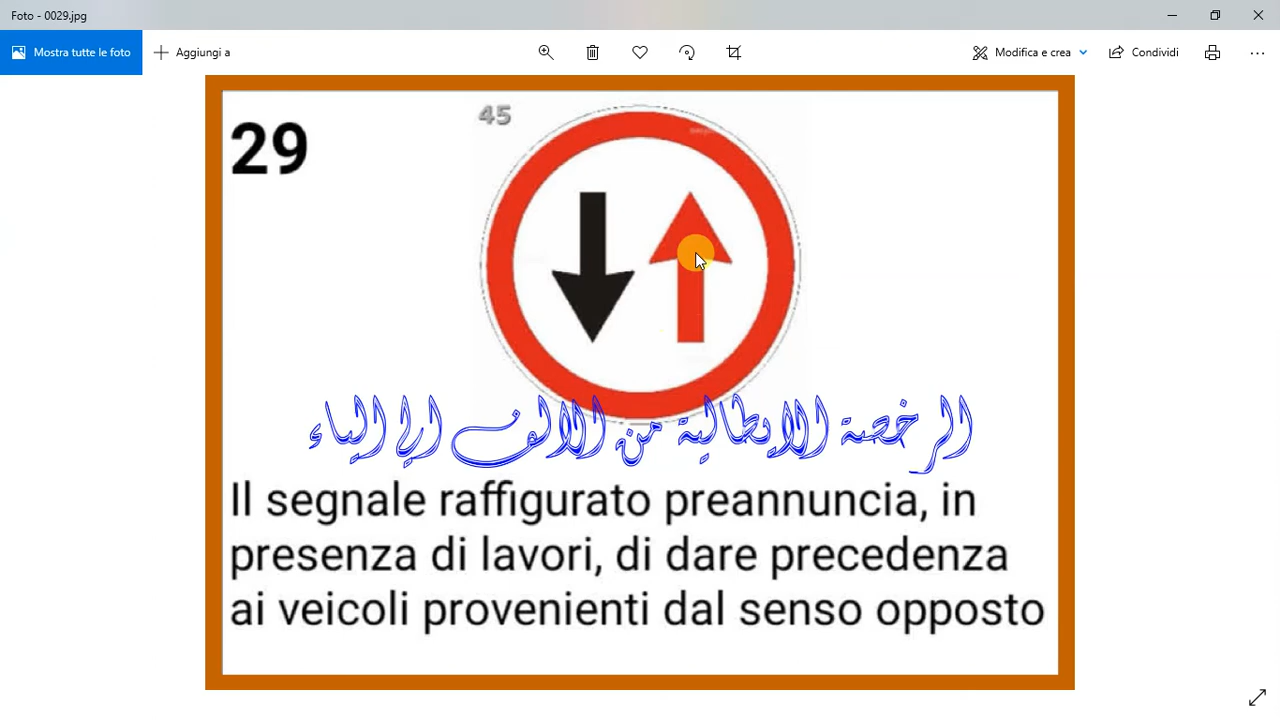 Foto - 0029.jpg
Mostra tutte le foto
Aggiungi a
Modifica e crea
Condividi
29
45
الرخصة الايطالية من الالف الى الياء
Il segnale raffigurato preannuncia, in
presenza di lavori, di dare precedenza
ai veicoli provenienti dal senso opposto